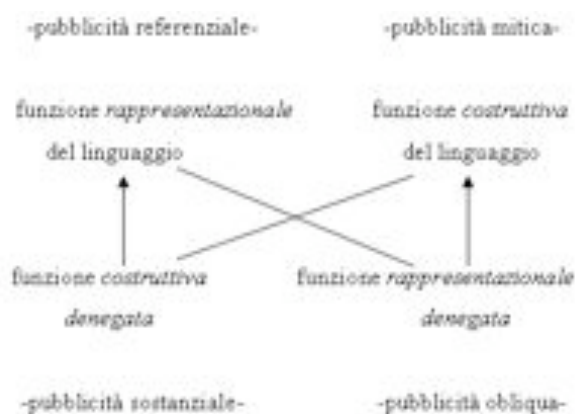 -pubblicità referenziale- -pubblicità mitica-
funzione rappresentazionale funzione costruttiva
del linguaggio del linguaggio
funzione costruttiva funzione rappresentazionale
denegata denegata
-pubblicità sostanziale- -pubblicità obliqua-